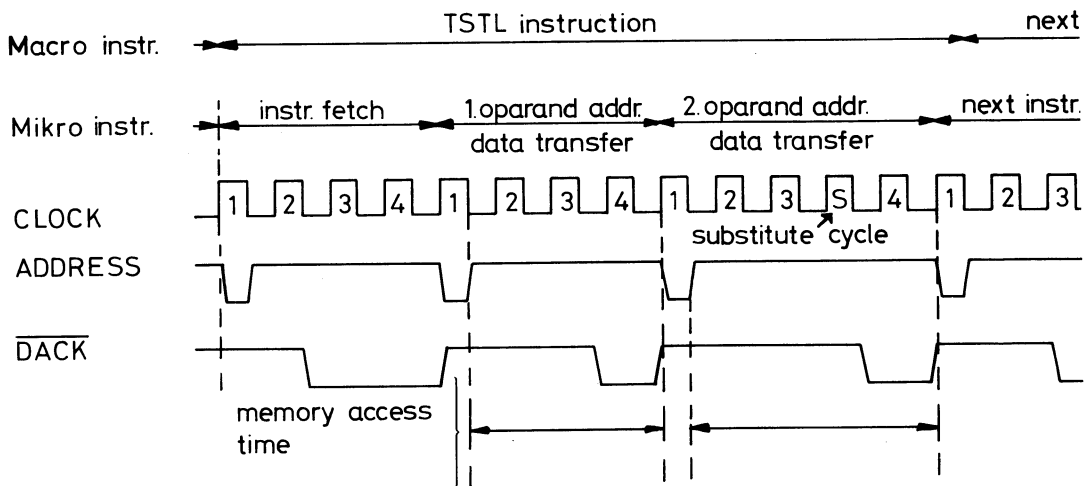 TSTL instruction next
Macro instr.
instr. fetch 1.oparand addr. 2.oparand addr. next instr.
Mikro instr.
data transfer data transfer
1 2 3 4 1 2 3 4 1 2 3 S 4 1 2 3
CLOCK
substitute cycle
ADDRESS
DACK
memory access
time